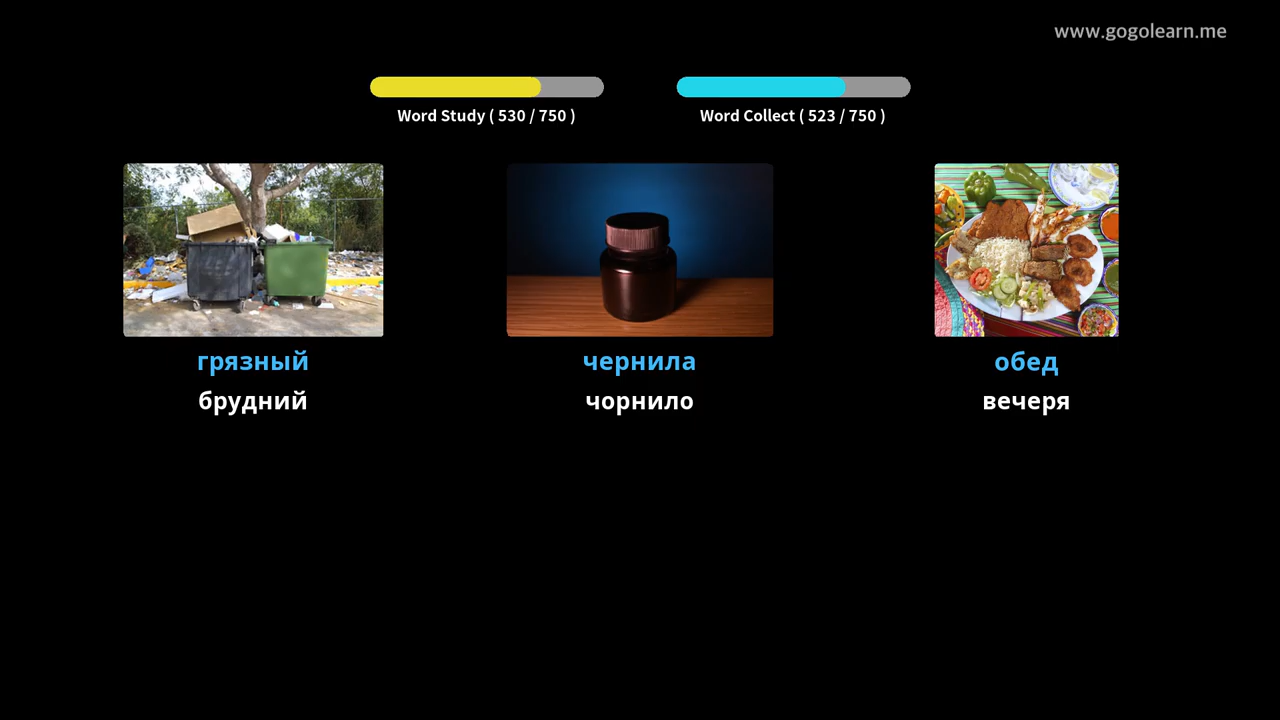 www.gogolearn.me
Word Study ( 530 / 750 )
Word Collect ( 523 / 750 )
грязный
чернила
обед
брудний
чорнило
вечеря